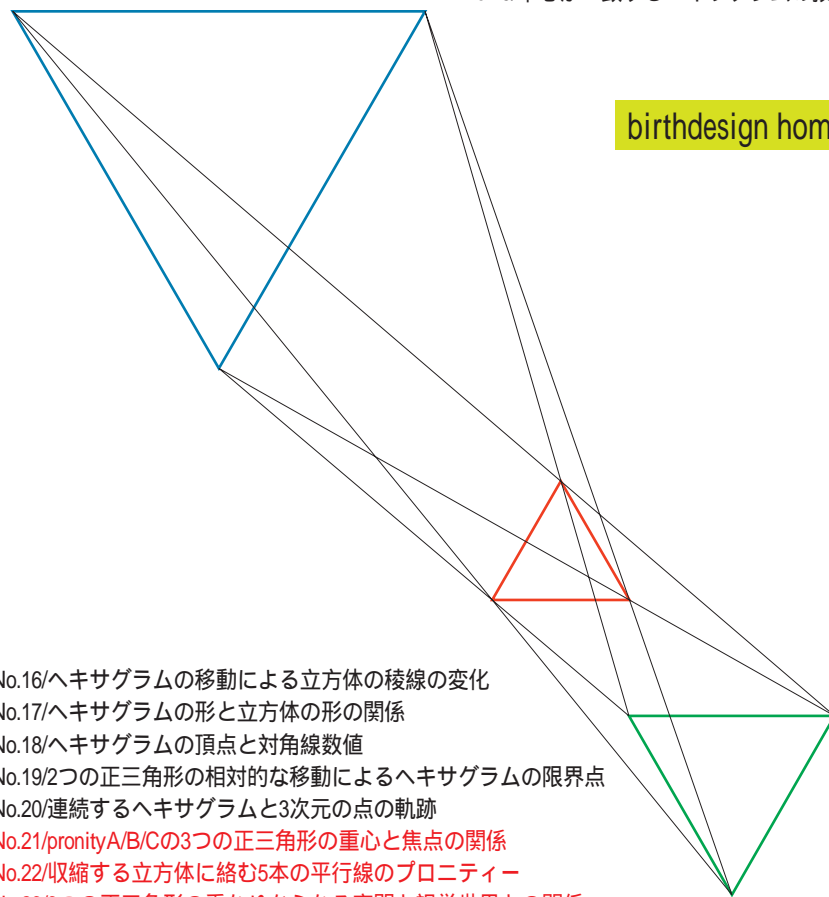 birthdesign hom
No.16/ヘキサグラムの移動による立方体の稜線の変化
No.17/ヘキサグラムの形と立方体の形の関係
No.18/ヘキサグラムの頂点と対角線数値
No.19/2つの正三角形の相対的な移動によるヘキサグラムの限界点
No.20/連続するヘキサグラムと3次元の点の軌跡
No.21/pronityA/B/Cの3つの正三角形の重心と焦点の関係
No.22/収縮する立方体に絡む5本の平行線のプロニティー